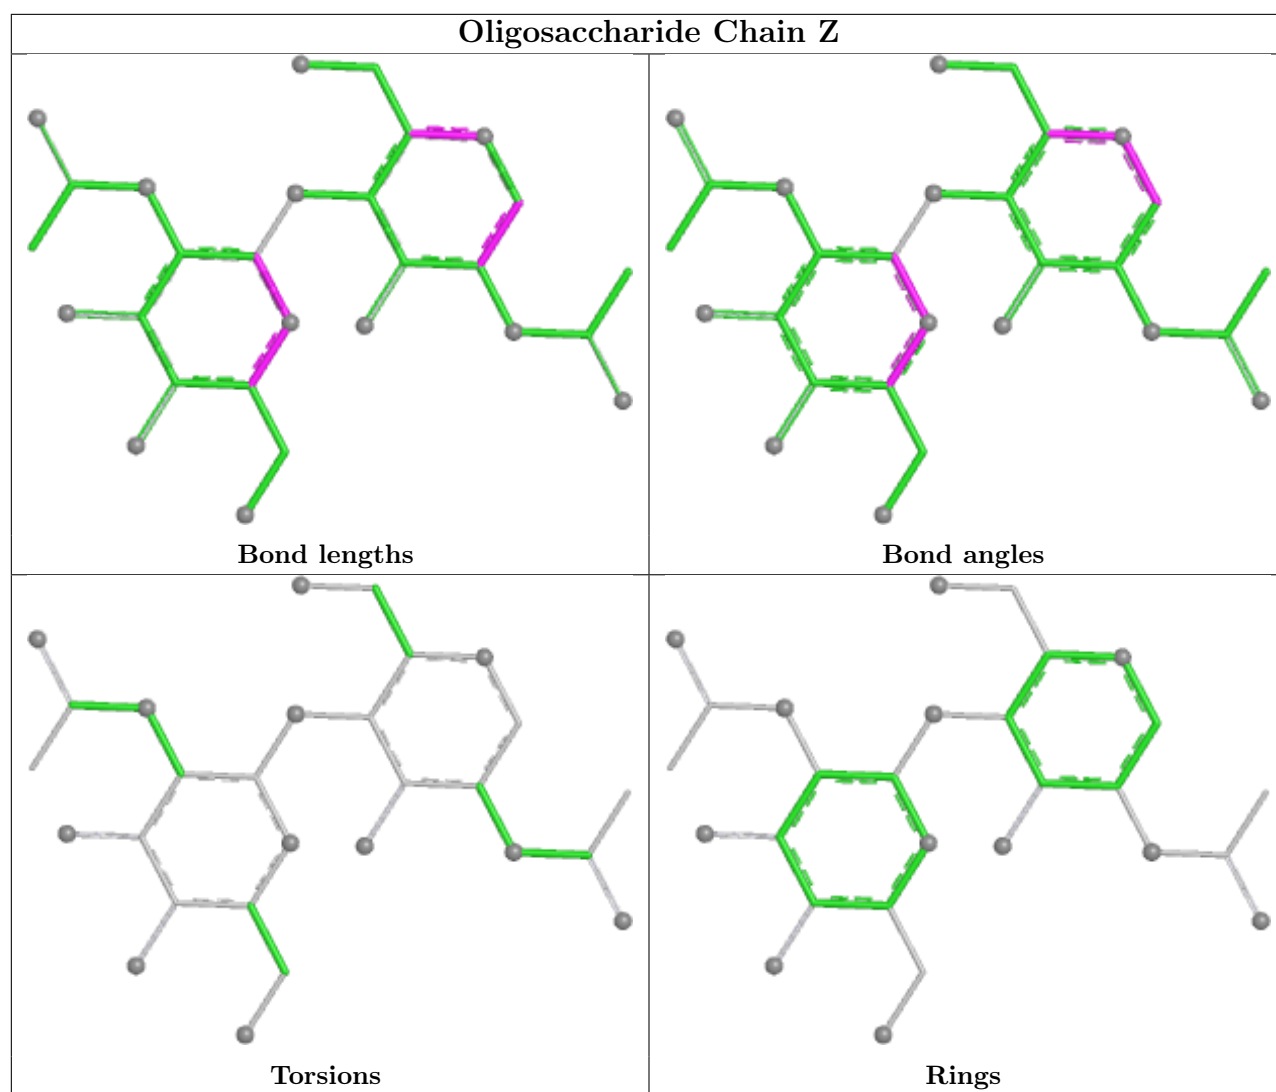 Oligosaccharide Chain Z
Bond lengths
Bond angles
Torsions
Rings